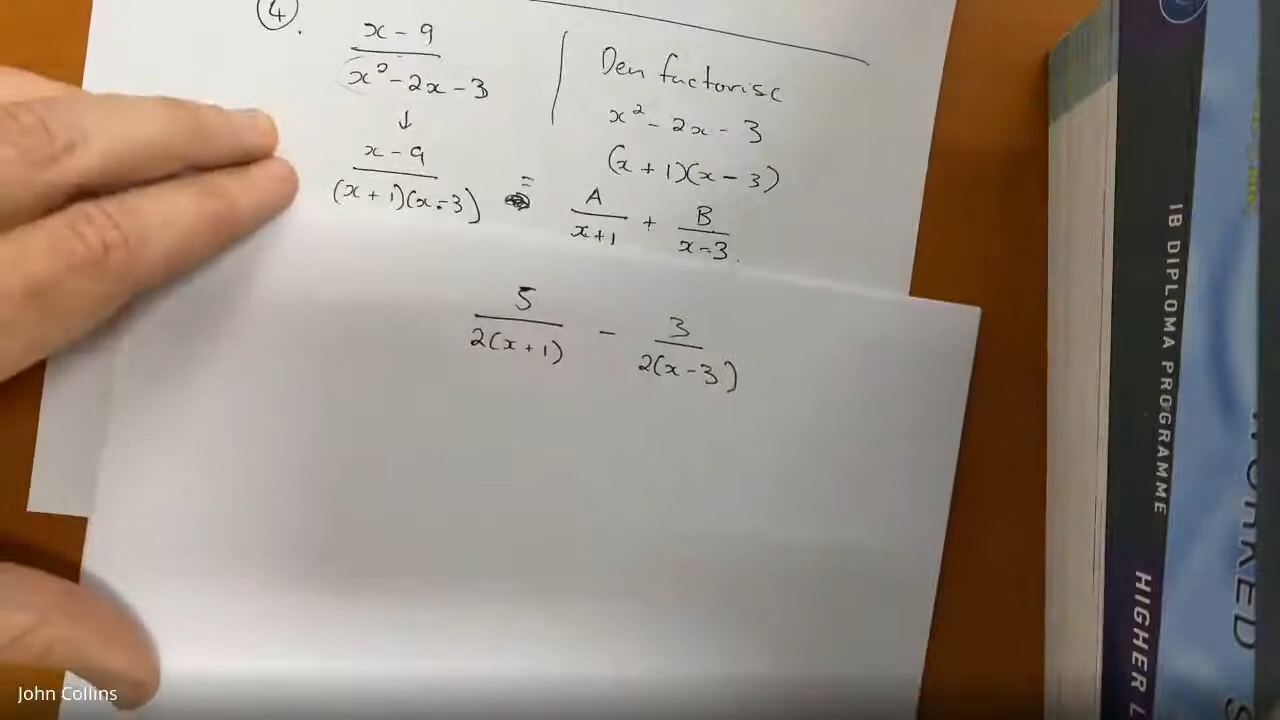 4.
x - 9
x² - 2x - 3
↓
x - 9
(x + 1)(x - 3)
=
Den factorise
x² - 2x - 3
(x + 1)(x - 3)
A + B
x+1 x-3.
5 - 3
2(x + 1) 2(x - 3)
IB DIPLOMA PROGRAMME
HIGHER L
WORKED
S
John Collins